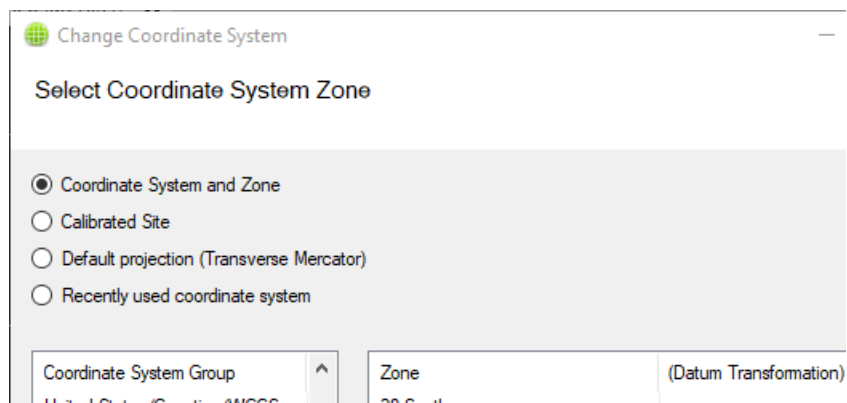 Change Coordinate System
Select Coordinate System Zone
Coordinate System and Zone
Calibrated Site
Default projection (Transverse Mercator)
Recently used coordinate system
Coordinate System Group Zone (Datum Transformation)